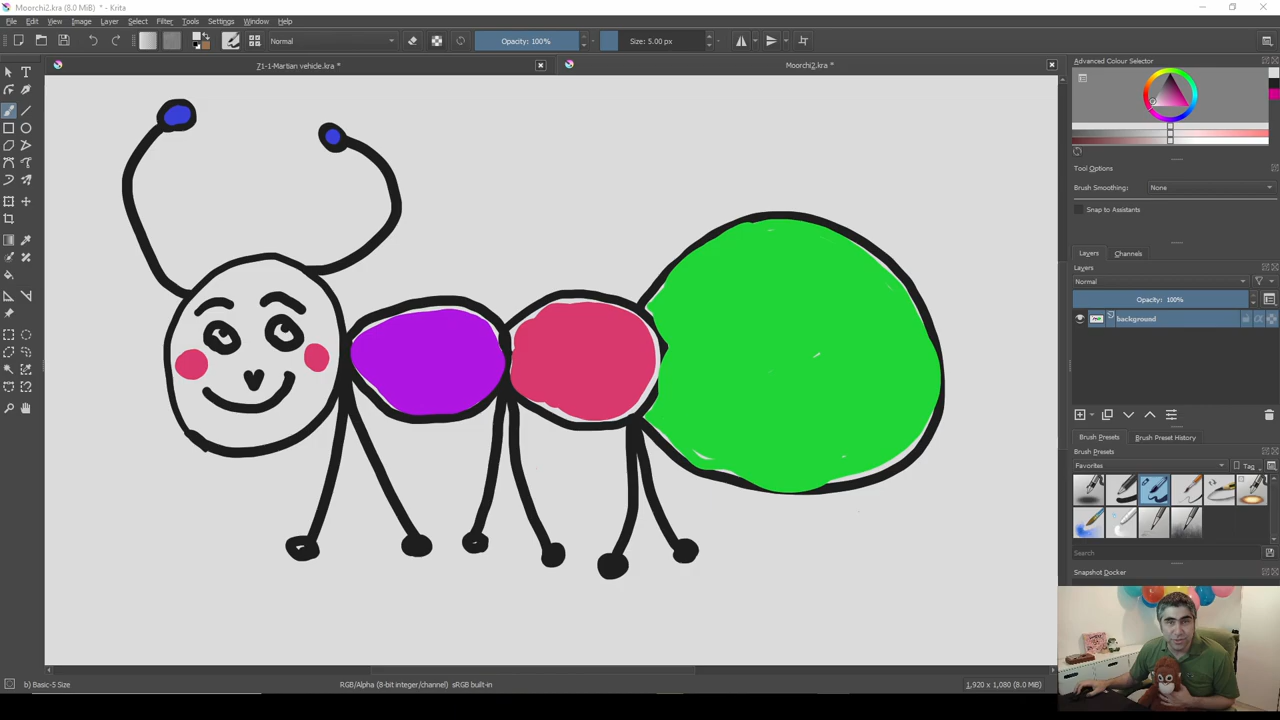 Moorchi2.kra (8.0 MiB) * - Krita
File Edit View Image Layer Select Filter Tools Settings Window Help
Normal Opacity: 100% Size: 5.00 px
Z1-1-Martian vehicle.kra * Moorchi2.kra *
Advanced Colour Selector
Tool Options
Brush Smoothing: None
Snap to Assistants
Layers Channels
Layers
Normal
Opacity: 100%
background
Brush Presets Brush Preset History
Brush Presets
Favorites Tag
Search
Snapshot Docker
b) Basic-5 Size RGB/Alpha (8-bit integer/channel) sRGB built-in 1,920 x 1,080 (8.0 MiB)